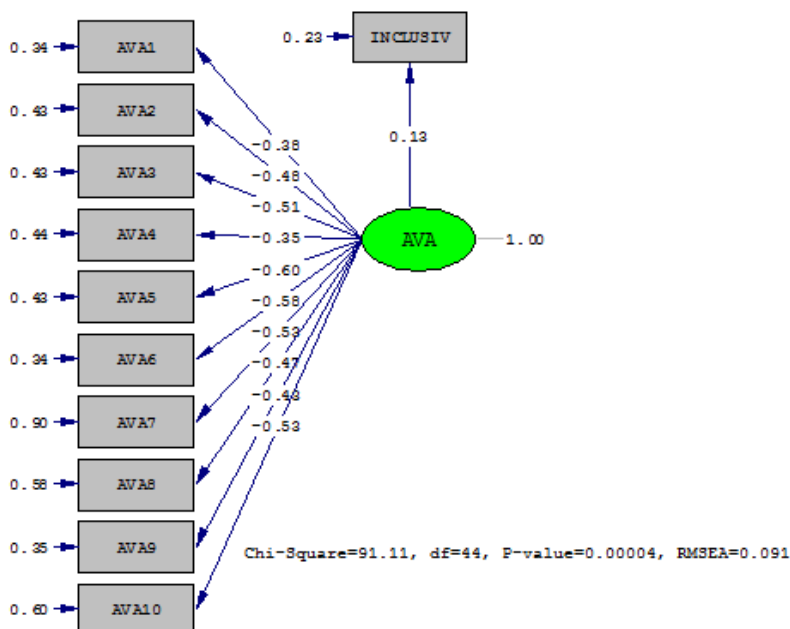 0.34 AVA1
0.23 INCLUSIV
0.43 AVA2
-0.38
0.13
-0.48
0.43 AVA3
-0.51
0.44 AVA4
-0.35
AVA 1.00
-0.60
0.43 AVA5
-0.58
-0.53
0.34 AVA6
-0.47
-0.43
0.90 AVA7
-0.53
0.58 AVA8
0.35 AVA9
Chi-Square=91.11, df=44, P-value=0.00004, RMSEA=0.091
0.60 AVA10